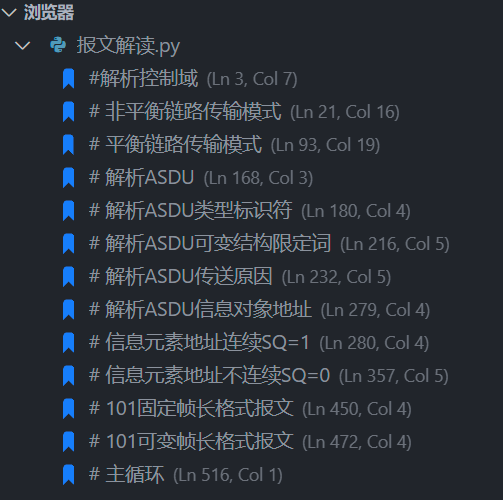 浏览器
报文解读.py
#解析控制域 (Ln 3, Col 7)
# 非平衡链路传输模式 (Ln 21, Col 16)
# 平衡链路传输模式 (Ln 93, Col 19)
# 解析ASDU (Ln 168, Col 3)
# 解析ASDU类型标识符 (Ln 180, Col 4)
# 解析ASDU可变结构限定词 (Ln 216, Col 5)
# 解析ASDU传送原因 (Ln 232, Col 5)
# 解析ASDU信息对象地址 (Ln 279, Col 4)
# 信息元素地址连续SQ=1 (Ln 280, Col 4)
# 信息元素地址不连续SQ=0 (Ln 357, Col 5)
# 101固定帧长格式报文 (Ln 450, Col 4)
# 101可变帧长格式报文 (Ln 472, Col 4)
# 主循环 (Ln 516, Col 1)